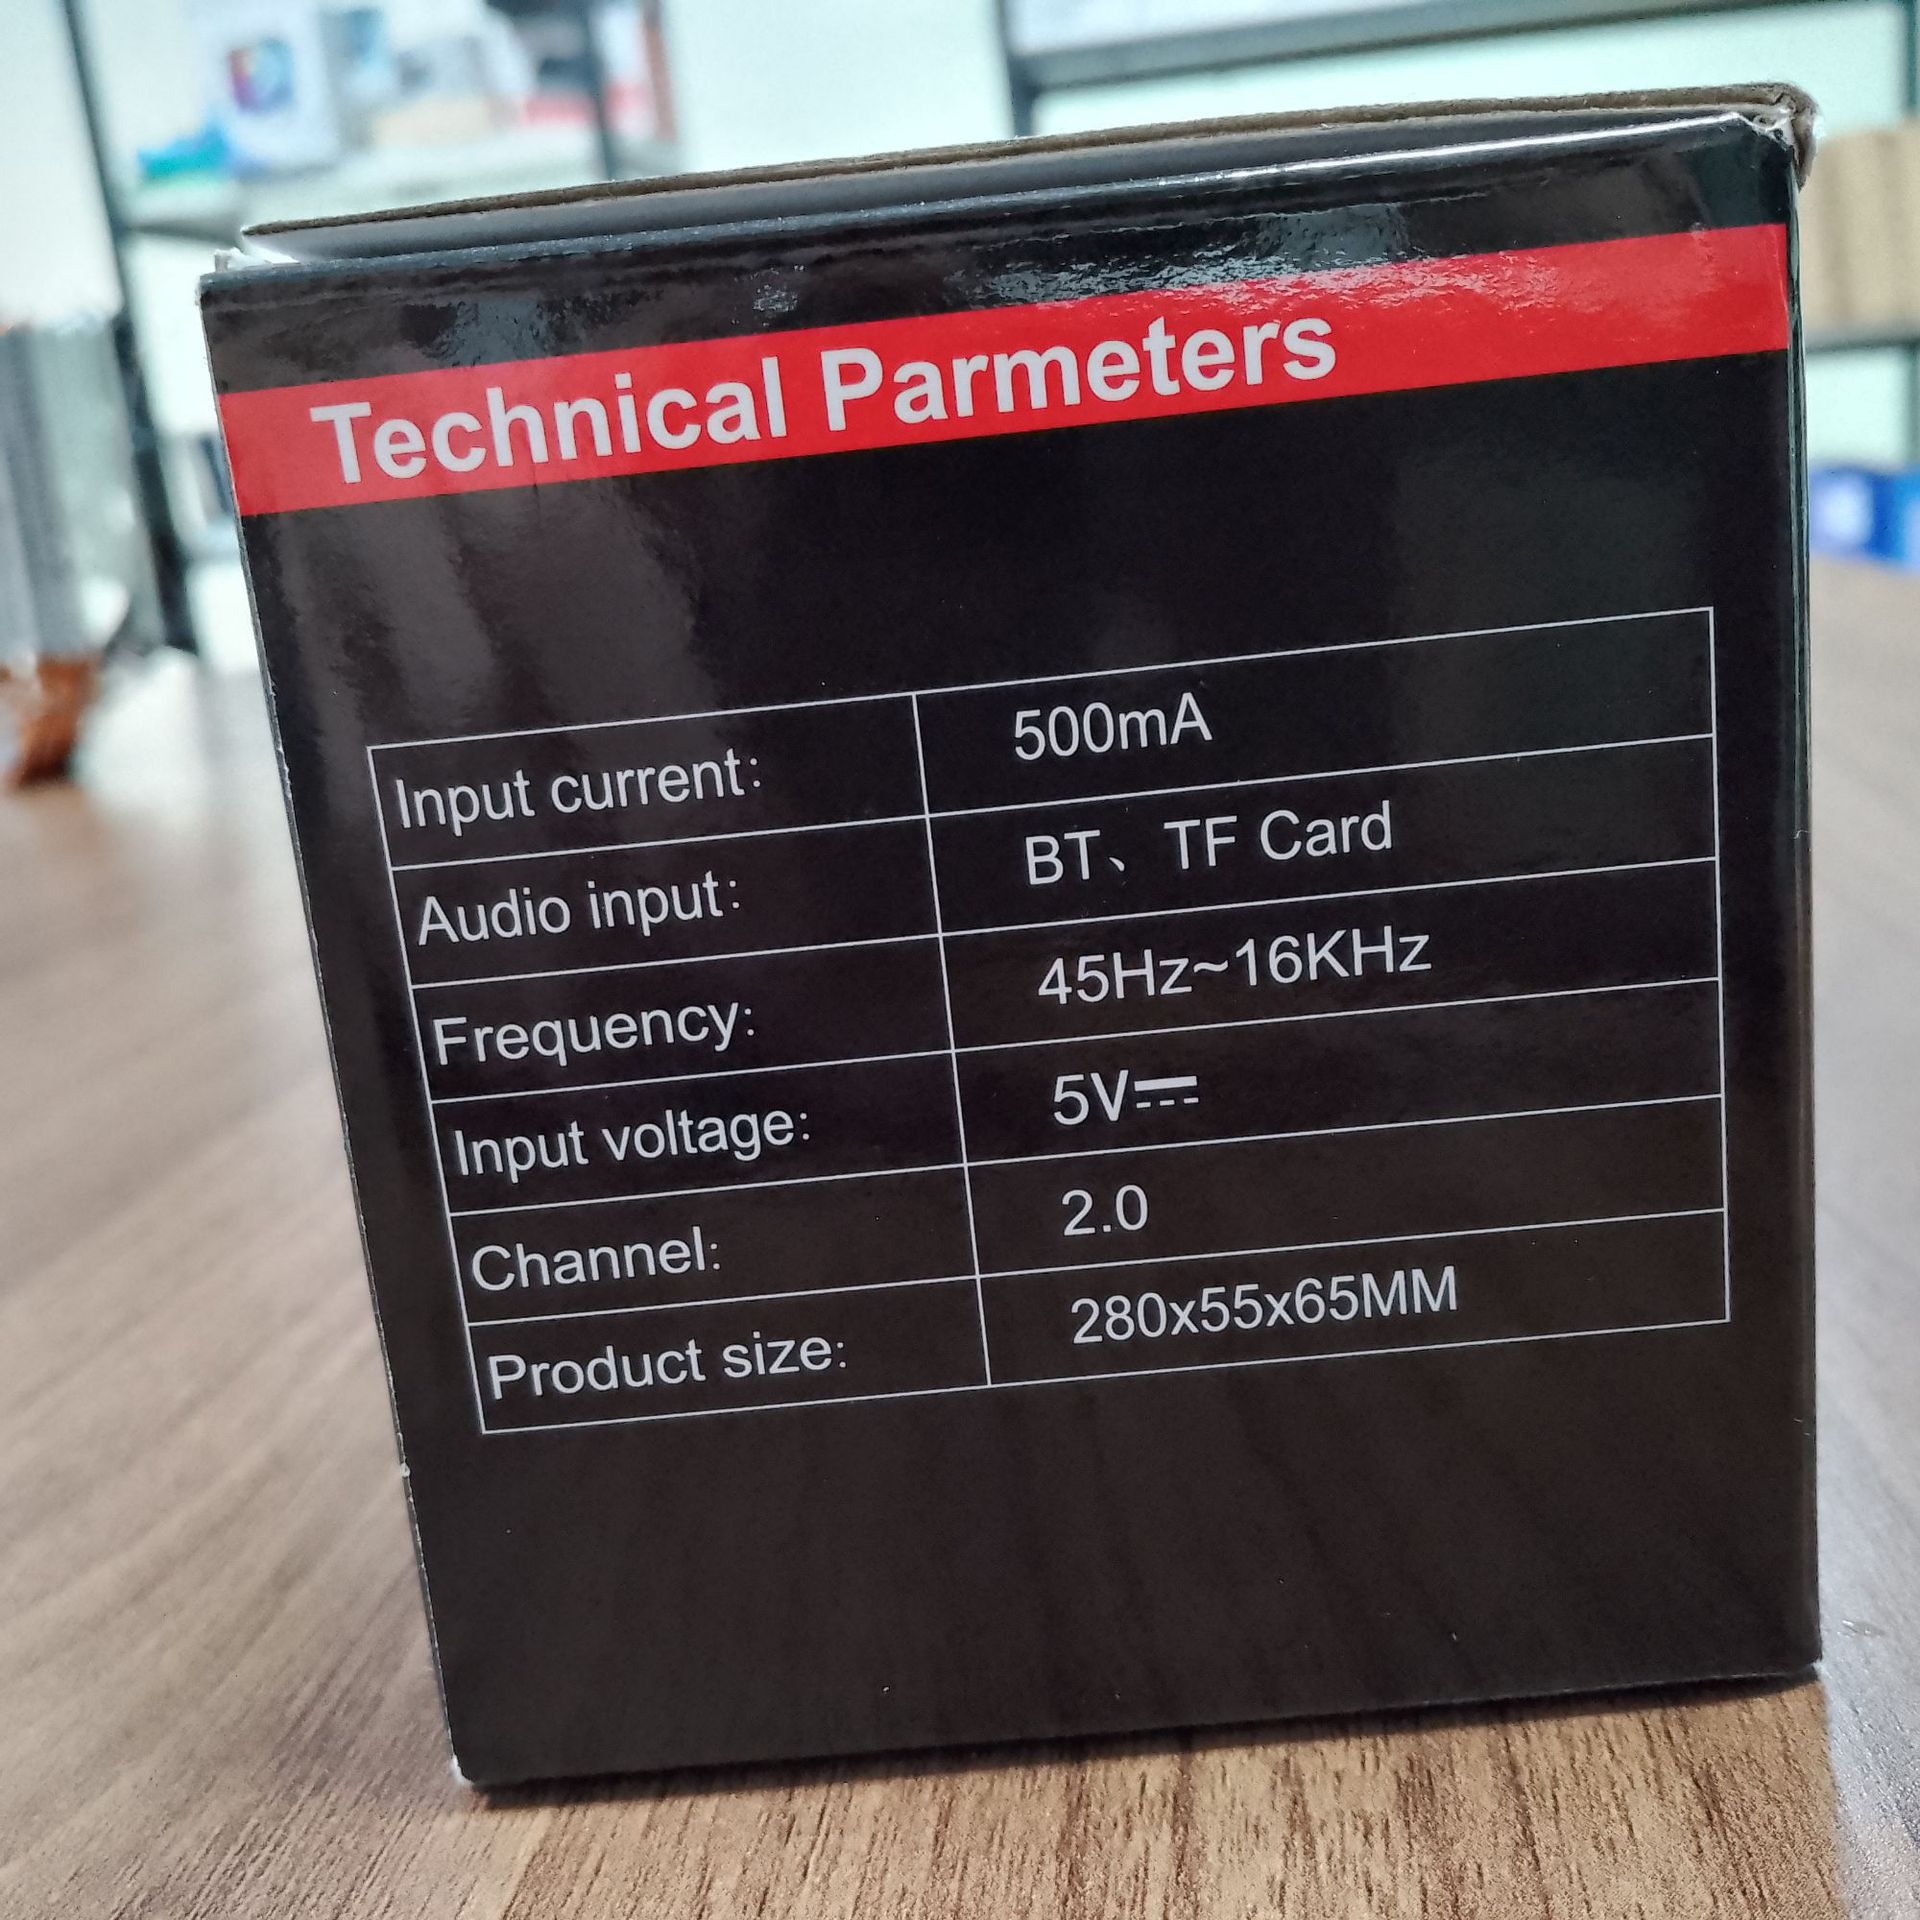 Technical Parmeters
Input current: 500mA
Audio input: BT、TF Card
Frequency: 45Hz~16KHz
Input voltage: 5V⎓
Channel: 2.0
Product size: 280x55x65MM